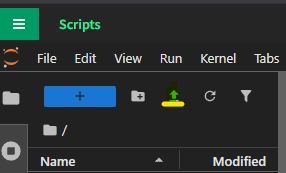 Scripts
File Edit View Run Kernel Tabs
/
Name Modified